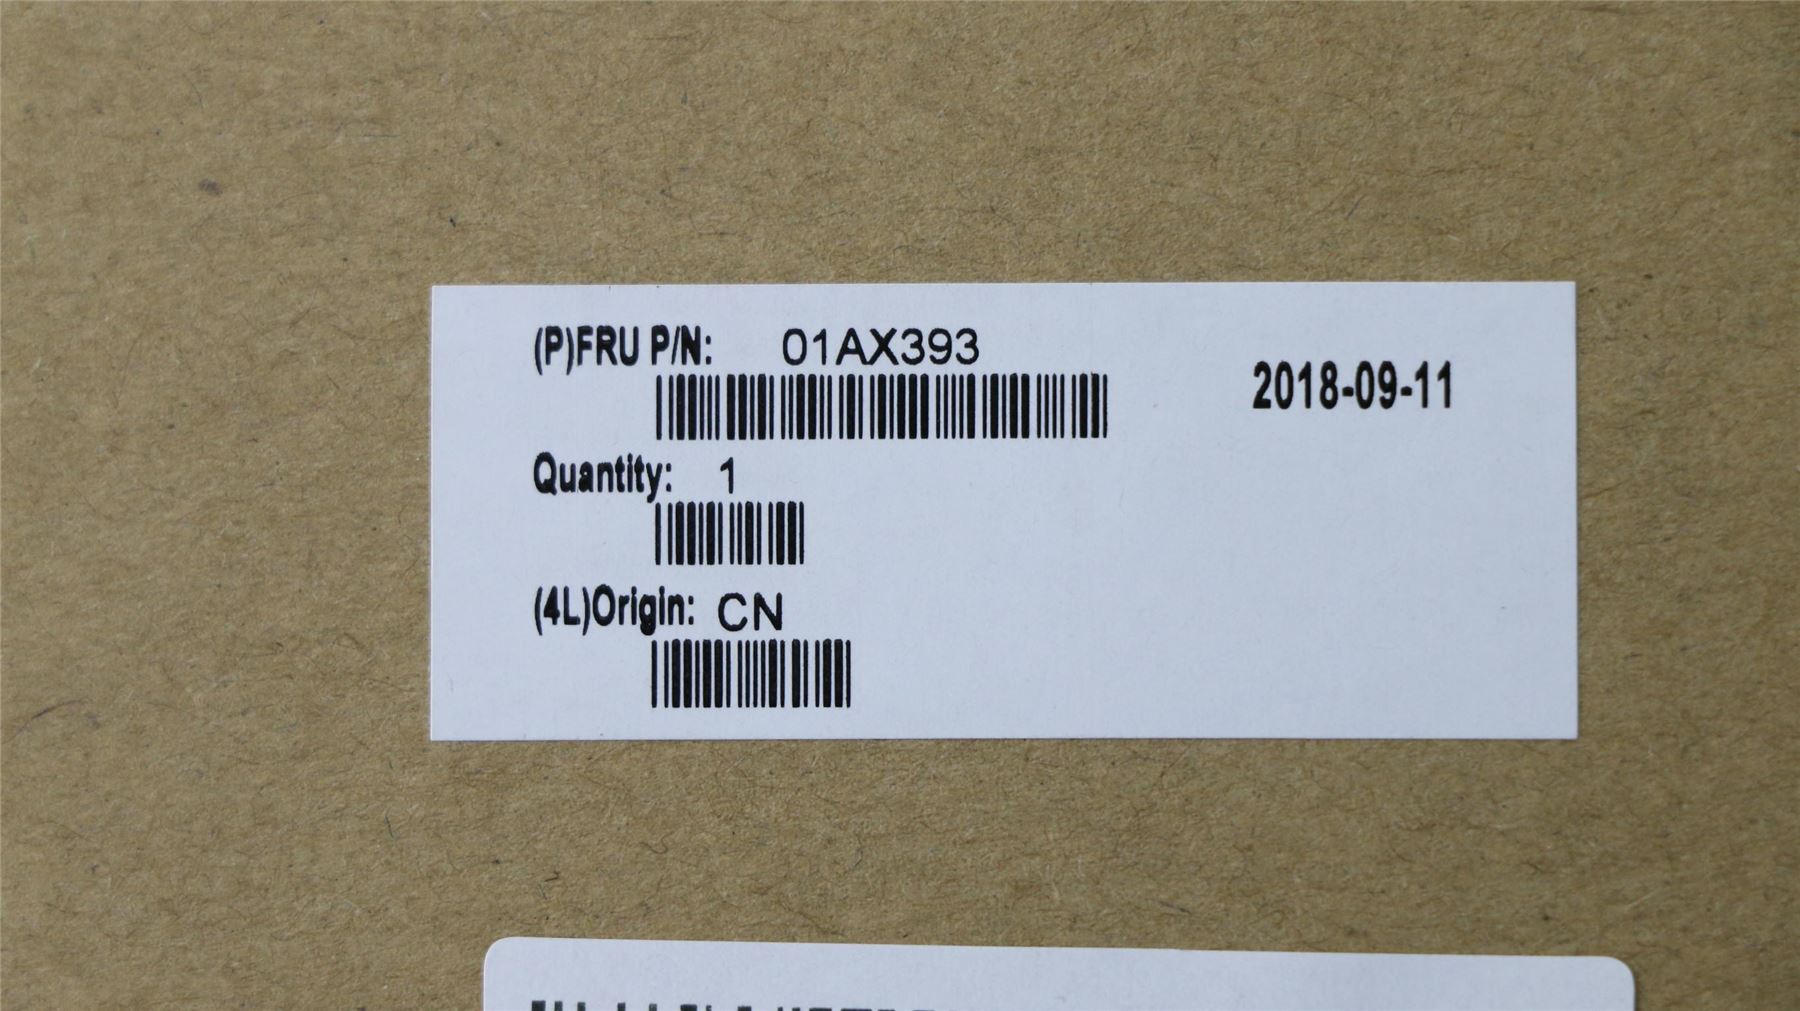 (P)FRU P/N: 01AX393
2018-09-11
Quantity: 1
(4L)Origin: CN